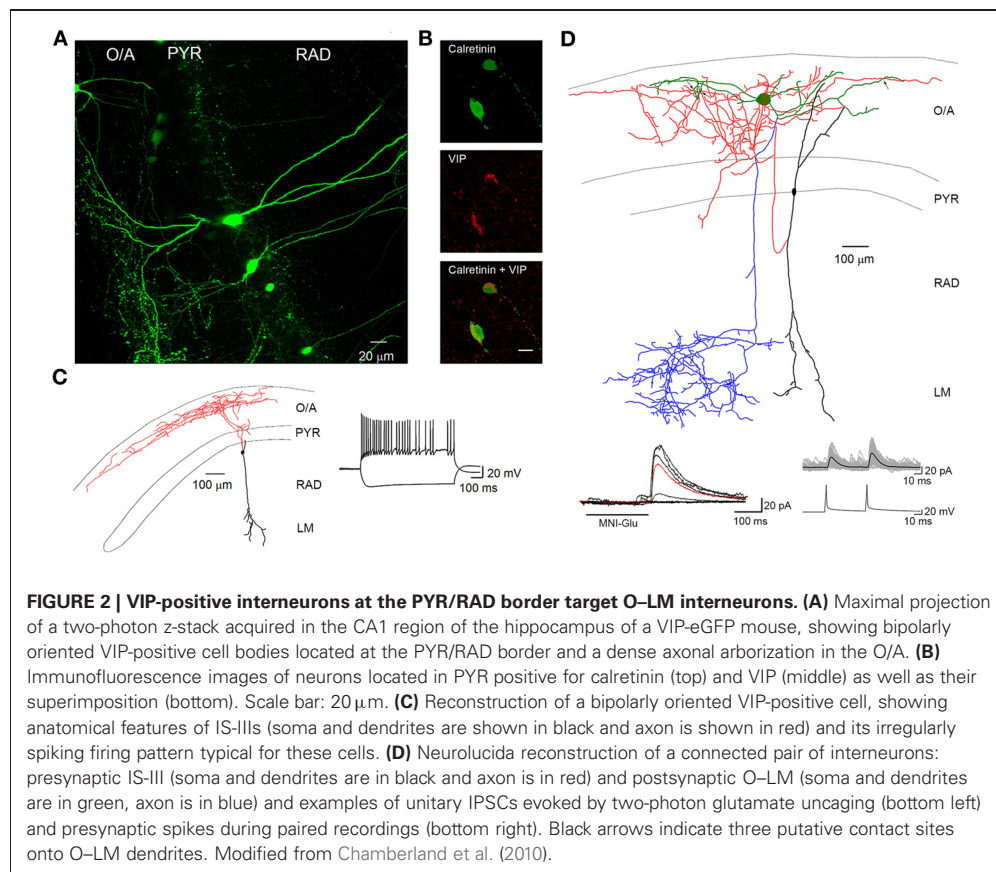 A
O/A
PYR
RAD
20 μm
B
Calretinin
VIP
Calretinin + VIP
C
O/A
PYR
100 μm
RAD
LM
20 mV
100 ms
D
O/A
PYR
100 μm
RAD
LM
MNI-Glu
20 pA
100 ms
20 pA
10 ms
20 mV
10 ms
FIGURE 2 | VIP-positive interneurons at the PYR/RAD border target O–LM interneurons. (A) Maximal projection
of a two-photon z-stack acquired in the CA1 region of the hippocampus of a VIP-eGFP mouse, showing bipolarly
oriented VIP-positive cell bodies located at the PYR/RAD border and a dense axonal arborization in the O/A. (B)
Immunofluorescence images of neurons located in PYR positive for calretinin (top) and VIP (middle) as well as their
superimposition (bottom). Scale bar: 20 μm. (C) Reconstruction of a bipolarly oriented VIP-positive cell, showing
anatomical features of IS-IIIs (soma and dendrites are shown in black and axon is shown in red) and its irregularly
spiking firing pattern typical for these cells. (D) Neurolucida reconstruction of a connected pair of interneurons:
presynaptic IS-III (soma and dendrites are in black and axon is in red) and postsynaptic O–LM (soma and dendrites
are in green, axon is in blue) and examples of unitary IPSCs evoked by two-photon glutamate uncaging (bottom left)
and presynaptic spikes during paired recordings (bottom right). Black arrows indicate three putative contact sites
onto O–LM dendrites. Modified from Chamberland et al. (2010).